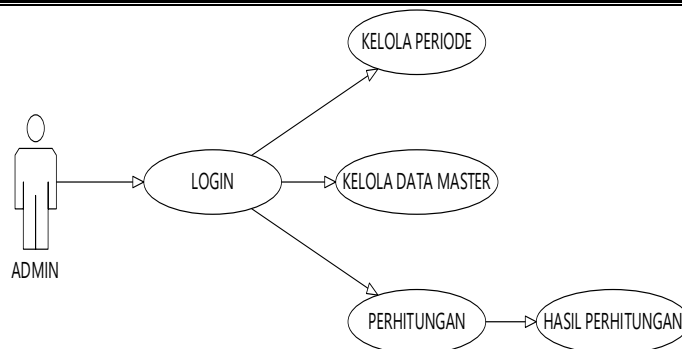 KELOLA PERIODE
LOGIN
KELOLA DATA MASTER
ADMIN
PERHITUNGAN
HASIL PERHITUNGAN